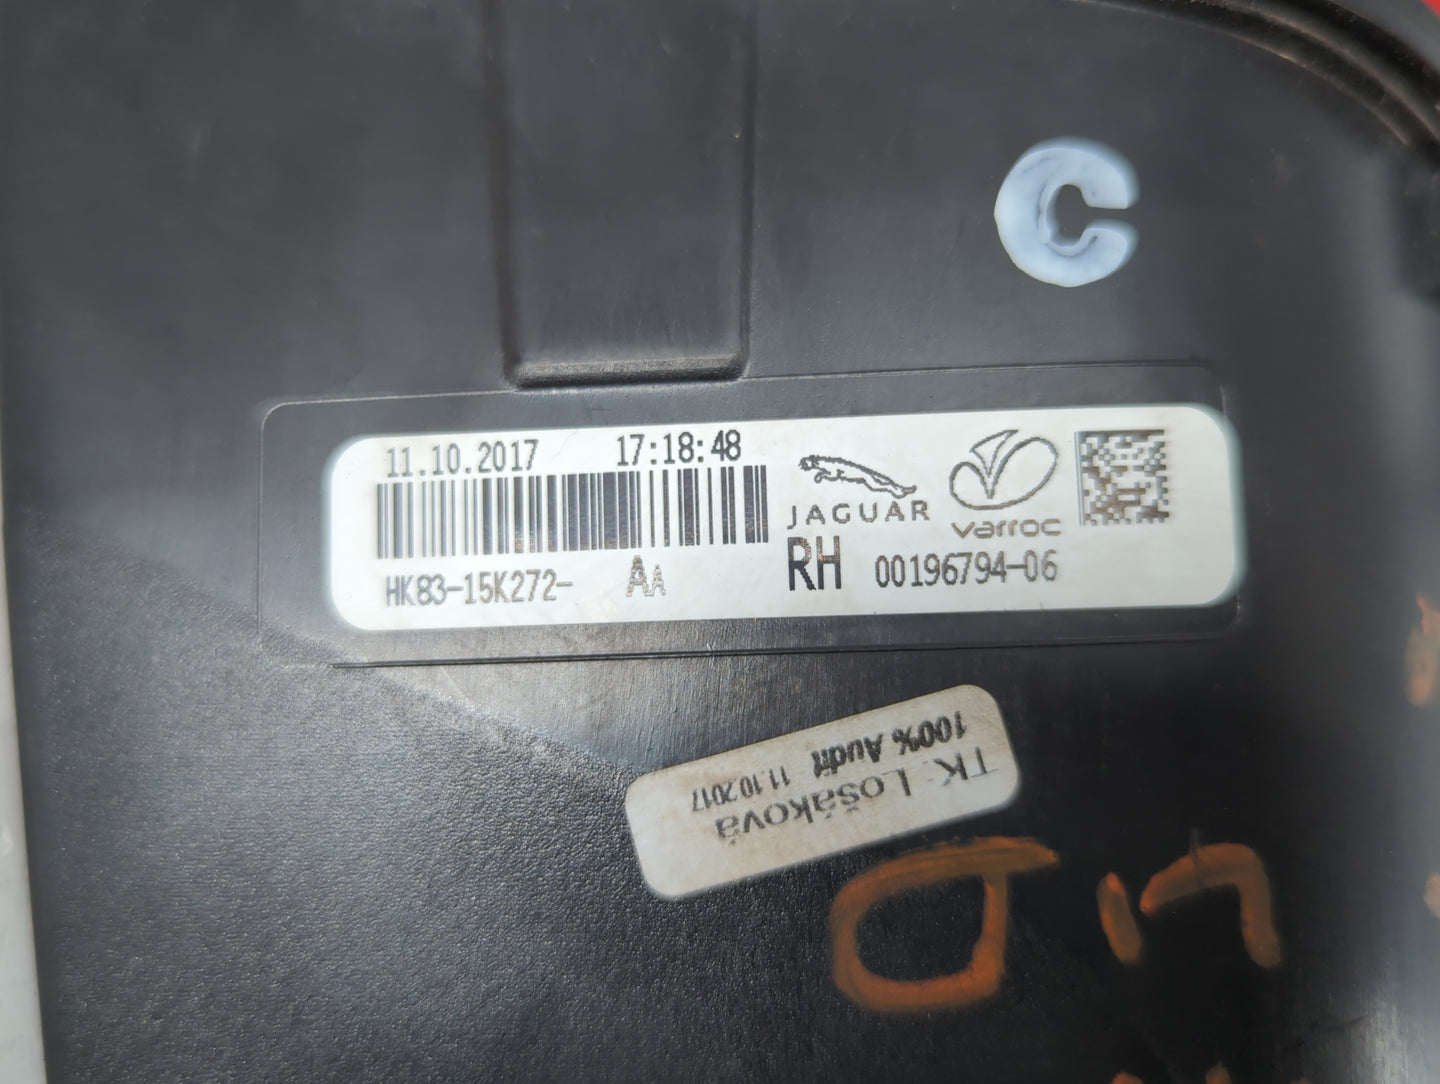 C
11.10.2017 17:18:48
JAGUAR
varroc
HK83-15K272- AA
RH 00196794-06
TK Lošáková
100% Audit 11.10.2017